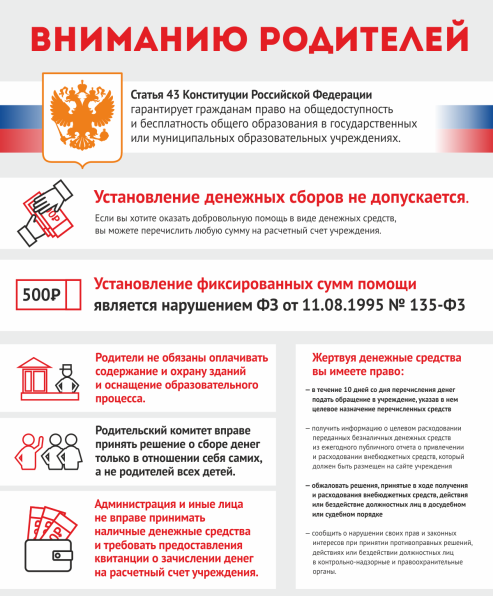 ВНИМАНИЮ РОДИТЕЛЕЙ
Статья 43 Конституции Российской Федерации
гарантирует гражданам право на общедоступность
и бесплатность общего образования в государственных
или муниципальных образовательных учреждениях.
Установление денежных сборов не допускается.
Если вы хотите оказать добровольную помощь в виде денежных средств,
вы можете перечислить любую сумму на расчетный счет учреждения.
500₽
Установление фиксированных сумм помощи
является нарушением ФЗ от 11.08.1995 № 135-ФЗ
Родители не обязаны оплачивать
содержание и охрану зданий
и оснащение образовательного
процесса.
Родительский комитет вправе
принять решение о сборе денег
только в отношении себя самих,
а не родителей всех детей.
Администрация и иные лица
не вправе принимать
наличные денежные средства
и требовать предоставления
квитанции о зачислении денег
на расчетный счет учреждения.
Жертвуя денежные средства
вы имеете право:
— в течение 10 дней со дня перечисления денег
подать обращение в учреждение, указав в нем
целевое назначение перечисленных средств
— получить информацию о целевом расходовании
переданных безналичных денежных средств
из ежегодного публичного отчета о привлечении
и расходовании внебюджетных средств, который
должен быть размещен на сайте учреждения
— обжаловать решения, принятые в ходе получения
и расходования внебюджетных средств, действия
или бездействие должностных лиц в досудебном
или судебном порядке
— сообщить о нарушении своих прав и законных
интересов при принятии противоправных решений,
действиях или бездействии должностных лиц
в контрольно-надзорные и правоохранительные
органы.